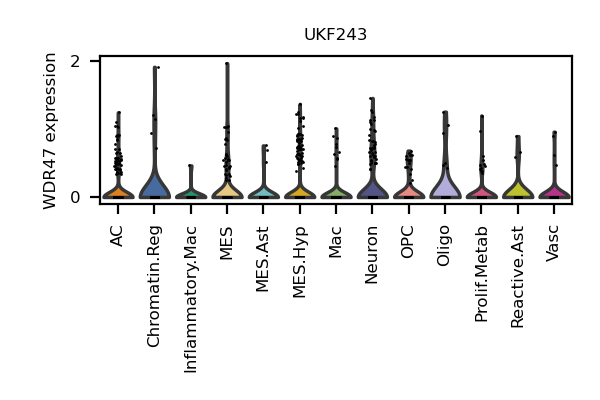 UKF243
WDR47 expression
2
0
AC
Chromatin.Reg
Inflammatory.Mac
MES
MES.Ast
MES.Hyp
Mac
Neuron
OPC
Oligo
Prolif.Metab
Reactive.Ast
Vasc